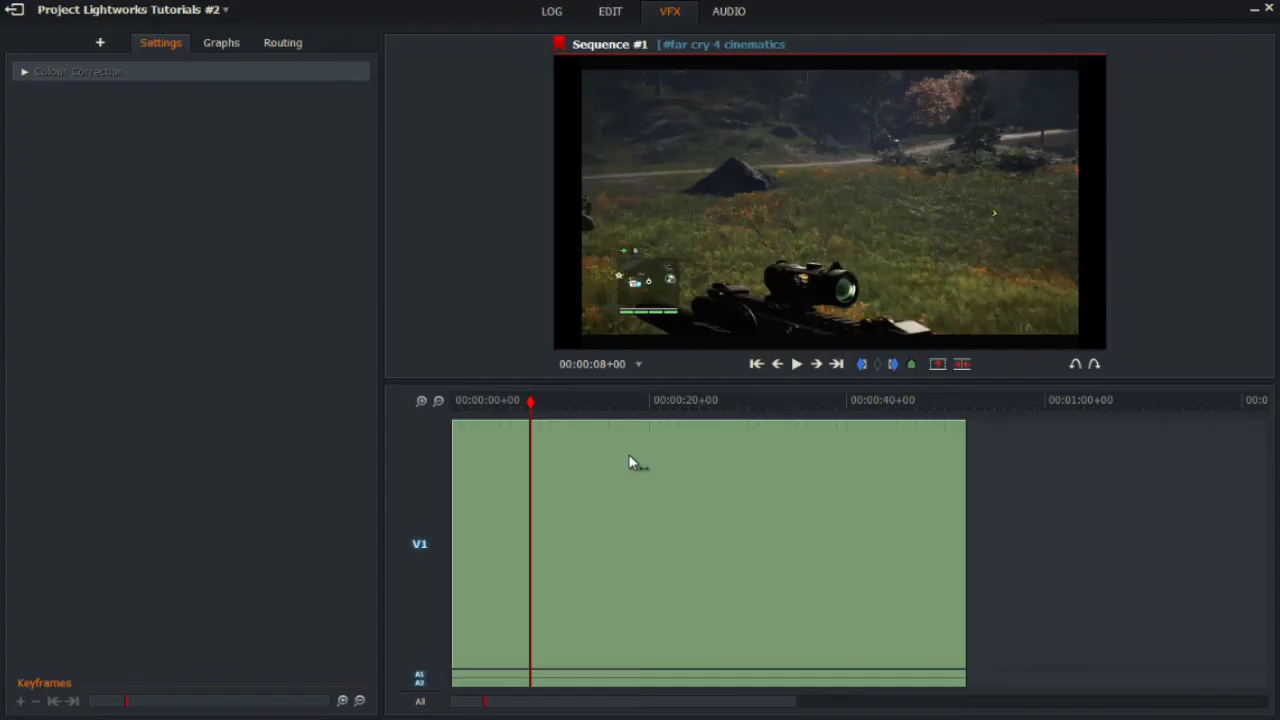 Project Lightworks Tutorials #2
LOG EDIT VFX AUDIO
+ Settings Graphs Routing
Colour Correction
Sequence #1 [#far cry 4 cinematics
00:00:08+00
00:00:00+00 00:00:20+00 00:00:40+00 00:01:00+00 00:0
V1
A1
A2
All
Keyframes